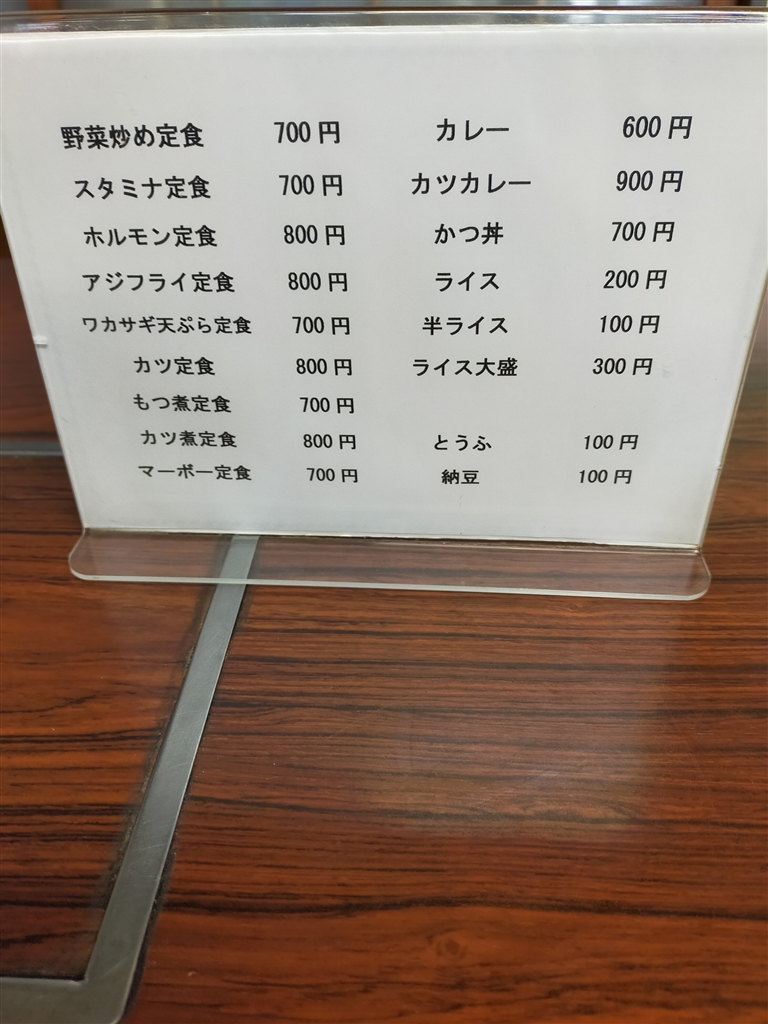 野菜炒め定食 700円 カレー 600円
スタミナ定食 700円 カツカレー 900円
ホルモン定食 800円 かつ丼 700円
アジフライ定食 800円 ライス 200円
ワカサギ天ぷら定食 700円 半ライス 100円
カツ定食 800円 ライス大盛 300円
もつ煮定食 700円
カツ煮定食 800円 とうふ 100円
マーボー定食 700円 納豆 100円